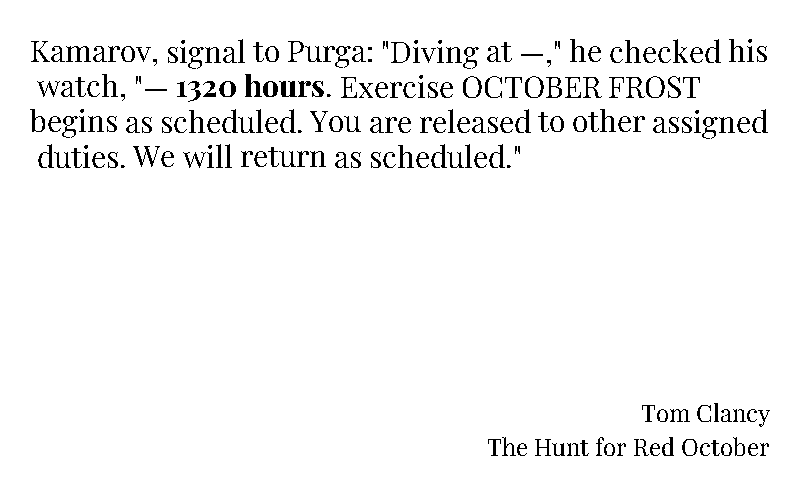 Kamarov, signal to Purga: "Diving at —," he checked his
watch, "— 1320 hours. Exercise OCTOBER FROST
begins as scheduled. You are released to other assigned
duties. We will return as scheduled."
Tom Clancy
The Hunt for Red October